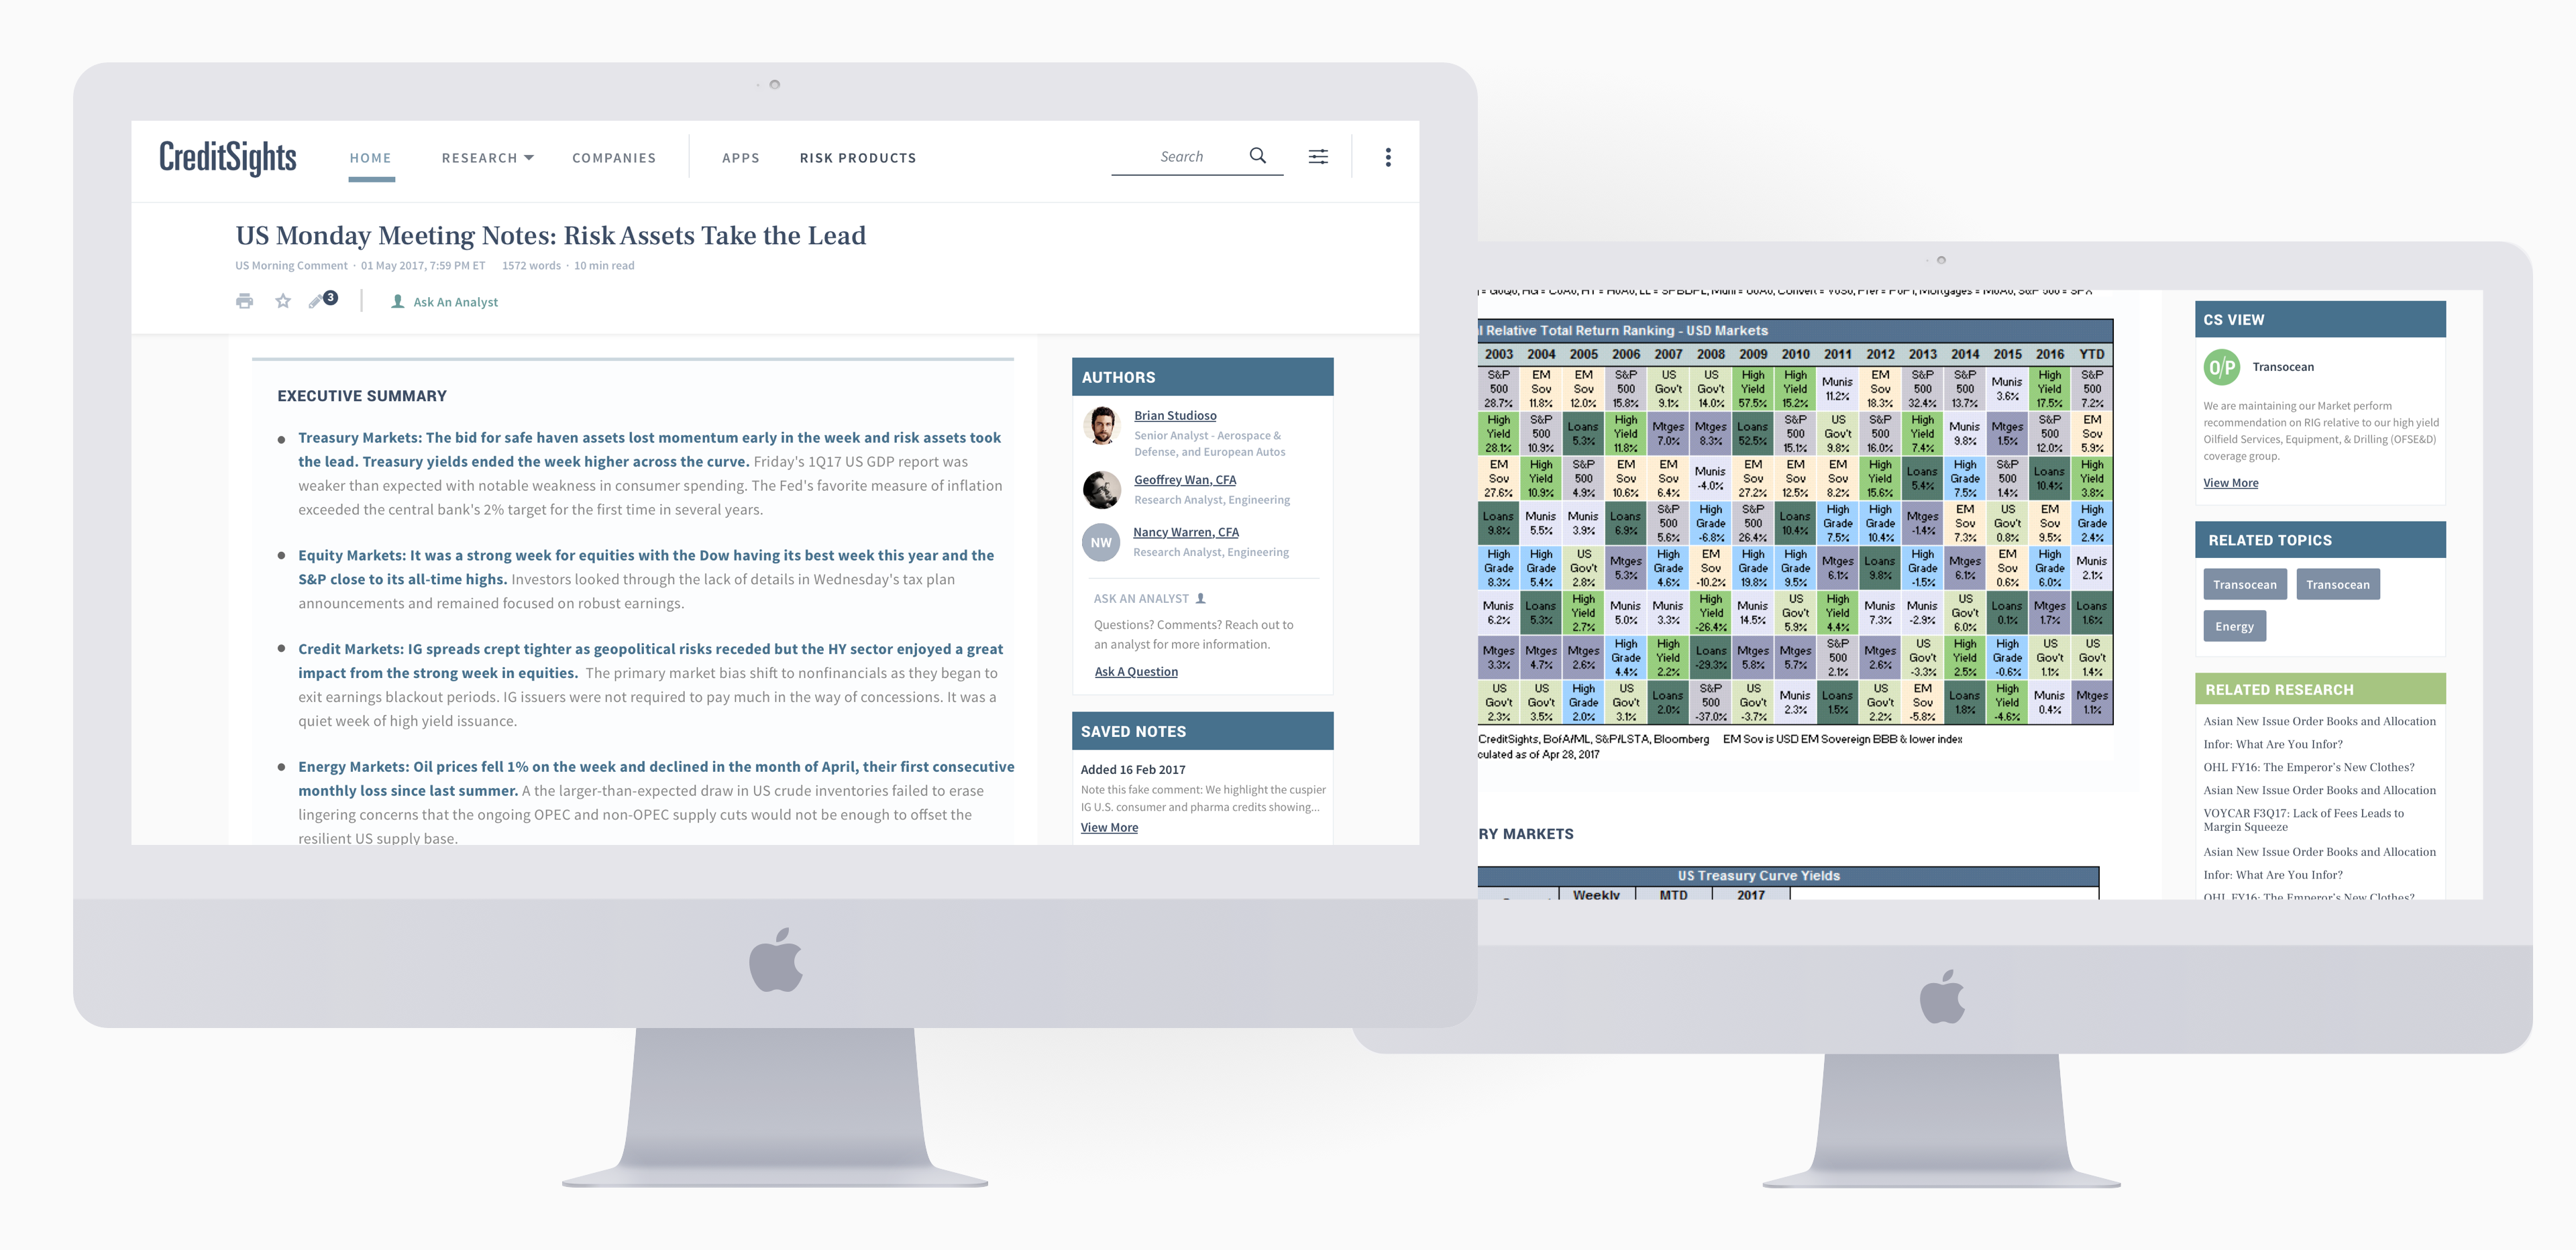 CreditSights
HOME RESEARCH COMPANIES APPS RISK PRODUCTS Search
US Monday Meeting Notes: Risk Assets Take the Lead
US Morning Comment · 01 May 2017, 7:59 PM ET 1572 words · 10 min read
3 Ask An Analyst
EXECUTIVE SUMMARY
Treasury Markets: The bid for safe haven assets lost momentum early in the week and risk assets took
the lead. Treasury yields ended the week higher across the curve. Friday's 1Q17 US GDP report was
weaker than expected with notable weakness in consumer spending. The Fed's favorite measure of inflation
exceeded the central bank's 2% target for the first time in several years.
Equity Markets: It was a strong week for equities with the Dow having its best week this year and the
S&P close to its all-time highs. Investors looked through the lack of details in Wednesday's tax plan
announcements and remained focused on robust earnings.
Credit Markets: IG spreads crept tighter as geopolitical risks receded but the HY sector enjoyed a great
impact from the strong week in equities. The primary market bias shift to nonfinancials as they began to
exit earnings blackout periods. IG issuers were not required to pay much in the way of concessions. It was a
quiet week of high yield issuance.
Energy Markets: Oil prices fell 1% on the week and declined in the month of April, their first consecutive
monthly loss since last summer. A the larger-than-expected draw in US crude inventories failed to erase
lingering concerns that the ongoing OPEC and non-OPEC supply cuts would not be enough to offset the
resilient US supply base.
AUTHORS
Brian Studioso
Senior Analyst - Aerospace &
Defense, and European Autos
Geoffrey Wan, CFA
Research Analyst, Engineering
NW
Nancy Warren, CFA
Research Analyst, Engineering
ASK AN ANALYST
Questions? Comments? Reach out to
an analyst for more information.
Ask A Question
SAVED NOTES
Added 16 Feb 2017
Note this fake comment: We highlight the cuspier
IG U.S. consumer and pharma credits showing...
View More
Relative Total Return Ranking - USD Markets
2003 2004 2005 2006 2007 2008 2009 2010 2011 2012 2013 2014 2015 2016 YTD
S&P 500 28.7% EM Sov 11.8% EM Sov 12.0% S&P 500 15.8% US Gov't 9.1% US Gov't 14.0% High Yield 57.5% High Yield 15.2% Munis 11.2% EM Sov 18.3% S&P 500 32.4% S&P 500 13.7% Munis 3.6% High Yield 17.5% S&P 500 7.2%
High Yield 28.1% S&P 500 10.9% Loans 5.3% High Yield 11.8% Mtges 7.0% Mtges 8.3% Loans 52.5% S&P 500 15.1% US Gov't 9.8% S&P 500 16.0% High Yield 7.4% Munis 9.8% Mtges 1.5% S&P 500 12.0% EM Sov 5.9%
EM Sov 27.6% High Yield 10.9% S&P 500 4.9% EM Sov 10.6% EM Sov 6.4% Munis -4.0% EM Sov 27.2% EM Sov 12.5% EM Sov 8.2% High Yield 15.6% Loans 5.4% High Grade 7.5% S&P 500 1.4% Loans 10.4% High Yield 3.8%
Loans 9.8% Munis 5.5% Munis 3.9% Loans 6.9% S&P 500 5.6% High Grade -6.8% S&P 500 26.4% Loans 10.4% High Grade 7.5% High Grade 10.4% Mtges -1.4% EM Sov 7.3% US Gov't 0.8% EM Sov 9.5% High Grade 2.4%
High Grade 8.3% High Grade 5.4% US Gov't 2.8% Mtges 5.3% High Grade 4.6% EM Sov -10.2% High Grade 19.8% High Grade 9.5% Mtges 6.1% Loans 9.8% High Grade -1.5% Mtges 6.1% EM Sov 0.6% High Grade 6.0% Munis 2.1%
Munis 6.2% Loans 5.3% High Yield 2.7% Munis 5.0% Munis 3.3% High Yield -26.4% Munis 14.5% US Gov't 5.9% High Yield 4.4% Munis 7.3% Munis -2.9% US Gov't 6.0% Loans 0.1% Mtges 1.7% Loans 1.6%
Mtges 3.3% Mtges 4.7% Mtges 2.6% High Grade 4.4% High Yield 2.2% Loans -29.3% Mtges 5.8% Mtges 5.7% S&P 500 2.1% Mtges 2.6% US Gov't -3.3% High Yield 2.5% High Grade -0.6% US Gov't 1.1% US Gov't 1.4%
US Gov't 2.3% US Gov't 3.5% High Grade 2.0% US Gov't 3.1% Loans 2.0% S&P 500 -37.0% US Gov't -3.7% Munis 2.3% Loans 1.5% US Gov't 2.2% EM Sov -5.8% Loans 1.8% High Yield -4.6% Munis 0.4% Mtges 1.1%
CreditSights, BofA/ML, S&P/LSTA, Bloomberg EM Sov is USD EM Sovereign BBB & lower index
culated as of Apr 28, 2017
RY MARKETS
US Treasury Curve Yields
Weekly MTD 2017
CS VIEW
O/P Transocean
We are maintaining our Market perform
recommendation on RIG relative to our high yield
Oilfield Services, Equipment, & Drilling (OFSE&D)
coverage group.
View More
RELATED TOPICS
Transocean Transocean
Energy
RELATED RESEARCH
Asian New Issue Order Books and Allocation
Infor: What Are You Infor?
OHL FY16: The Emperor's New Clothes?
Asian New Issue Order Books and Allocation
VOYCAR F3Q17: Lack of Fees Leads to
Margin Squeeze
Asian New Issue Order Books and Allocation
Infor: What Are You Infor?
OHL FY16: The Emperor's New Clothes?